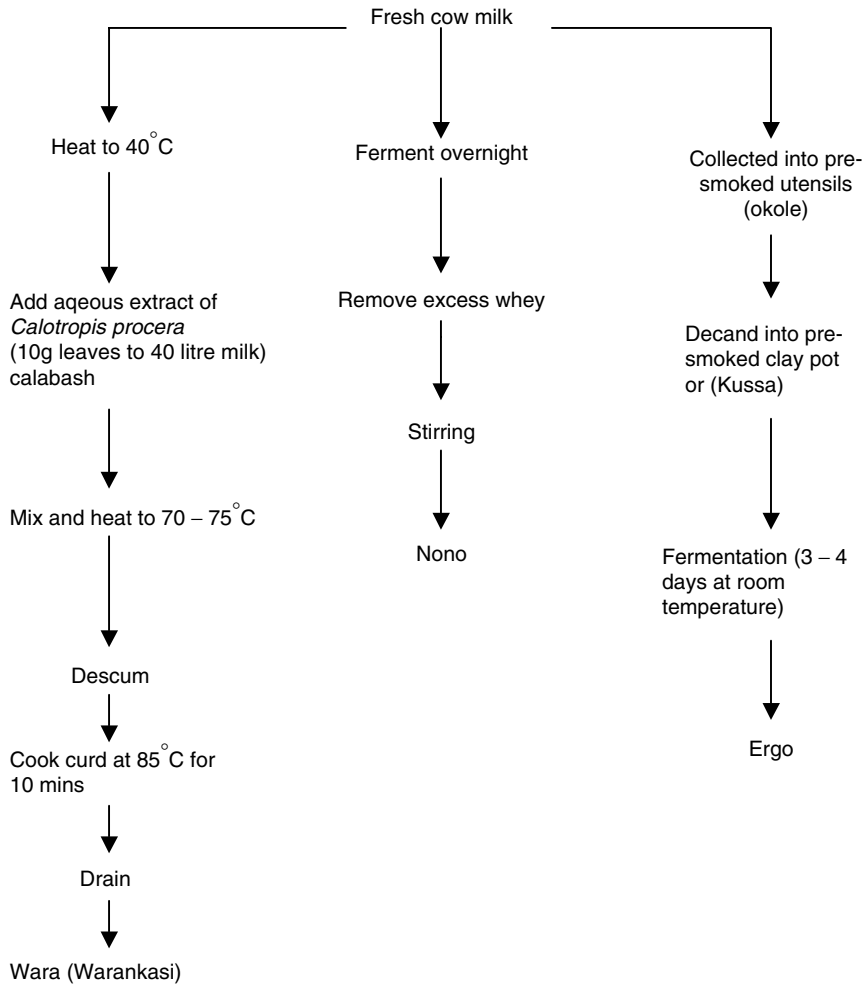 Fresh cow milk
Heat to 40°C
Add aqeous extract of
Calotropis procera
(10g leaves to 40 litre milk)
calabash
Mix and heat to 70 – 75°C
Descum
Cook curd at 85°C for
10 mins
Drain
Wara (Warankasi)
Ferment overnight
Remove excess whey
Stirring
Nono
Collected into pre-
smoked utensils
(okole)
Decand into pre-
smoked clay pot
or (Kussa)
Fermentation (3 – 4
days at room
temperature)
Ergo